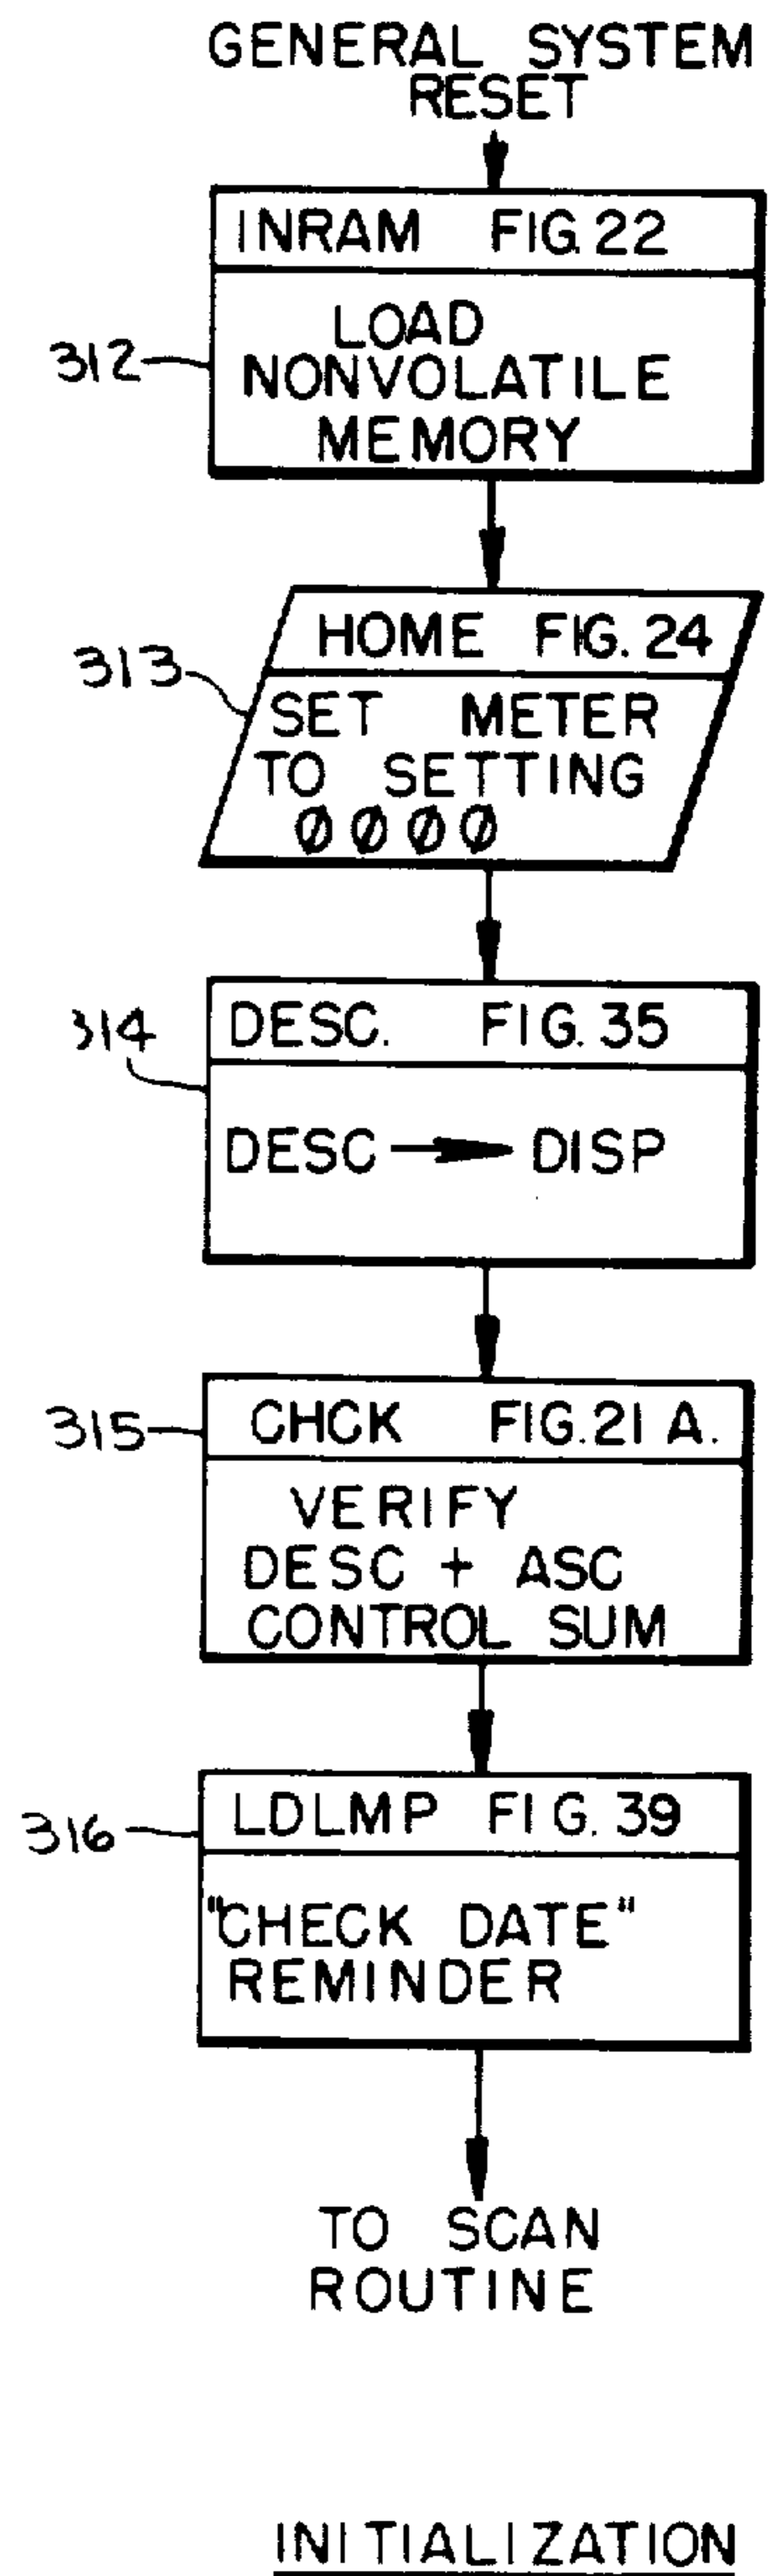 GENERAL SYSTEM
RESET
INRAM FIG. 22
312
LOAD
NONVOLATILE
MEMORY
HOME FIG. 24
313
SET METER
TO SETTING
0000
314
DESC. FIG. 35
DESC → DISP
315
CHCK FIG. 21 A.
VERIFY
DESC + ASC
CONTROL SUM
316
LDLMP FIG. 39
"CHECK DATE"
REMINDER
TO SCAN
ROUTINE
INITIALIZATION